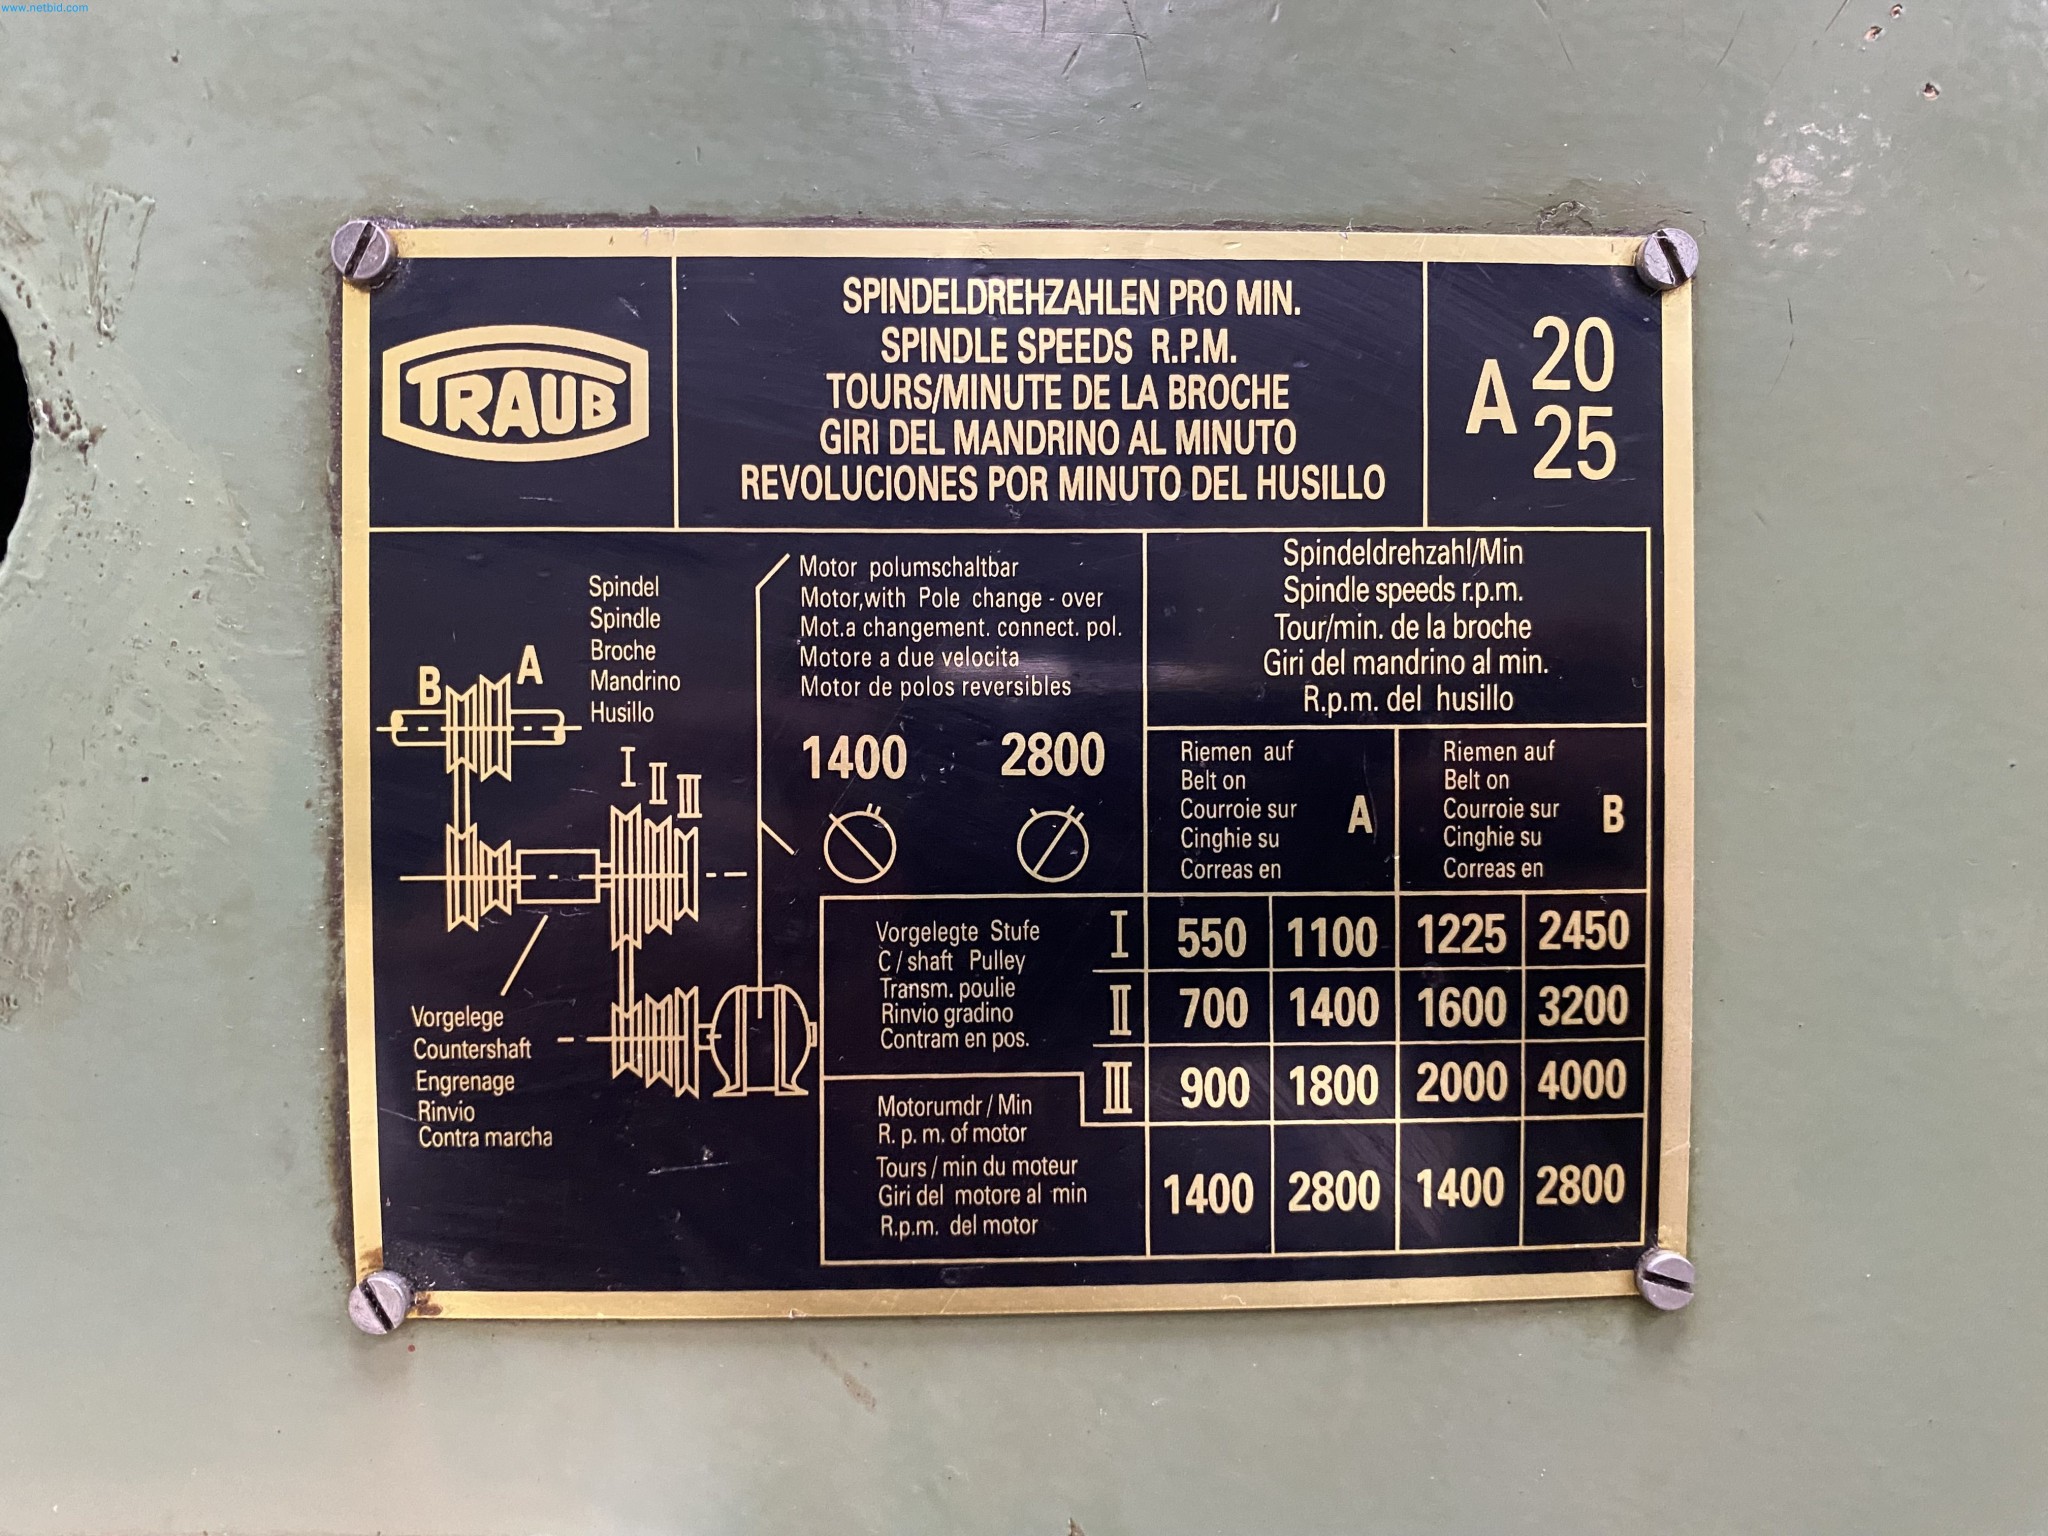 www.netbid.com
TRAUB
SPINDELDREHZAHLEN PRO MIN.
SPINDLE SPEEDS R.P.M.
TOURS/MINUTE DE LA BROCHE
GIRI DEL MANDRINO AL MINUTO
REVOLUCIONES POR MINUTO DEL HUSILLO
A 20
25
B A
Spindel
Spindle
Broche
Mandrino
Husillo
I II III
Vorgelege
Countershaft
Engrenage
Rinvio
Contra marcha
Motor polumschaltbar
Motor,with Pole change - over
Mot.a changement. connect. pol.
Motore a due velocita
Motor de polos reversibles
1400 2800
Spindeldrehzahl/Min
Spindle speeds r.p.m.
Tour/min. de la broche
Giri del mandrino al min.
R.p.m. del husillo
Riemen auf
Belt on
Courroie sur
Cinghie su
Correas en
A
Riemen auf
Belt on
Courroie sur
Cinghie su
Correas en
B
Vorgelegte Stufe
C / shaft Pulley
Transm. poulie
Rinvio gradino
Contram en pos.
I 550 1100 1225 2450
II 700 1400 1600 3200
III 900 1800 2000 4000
Motorumdr / Min
R. p. m. of motor
Tours / min du moteur
Giri del motore al min
R.p.m. del motor
1400 2800 1400 2800